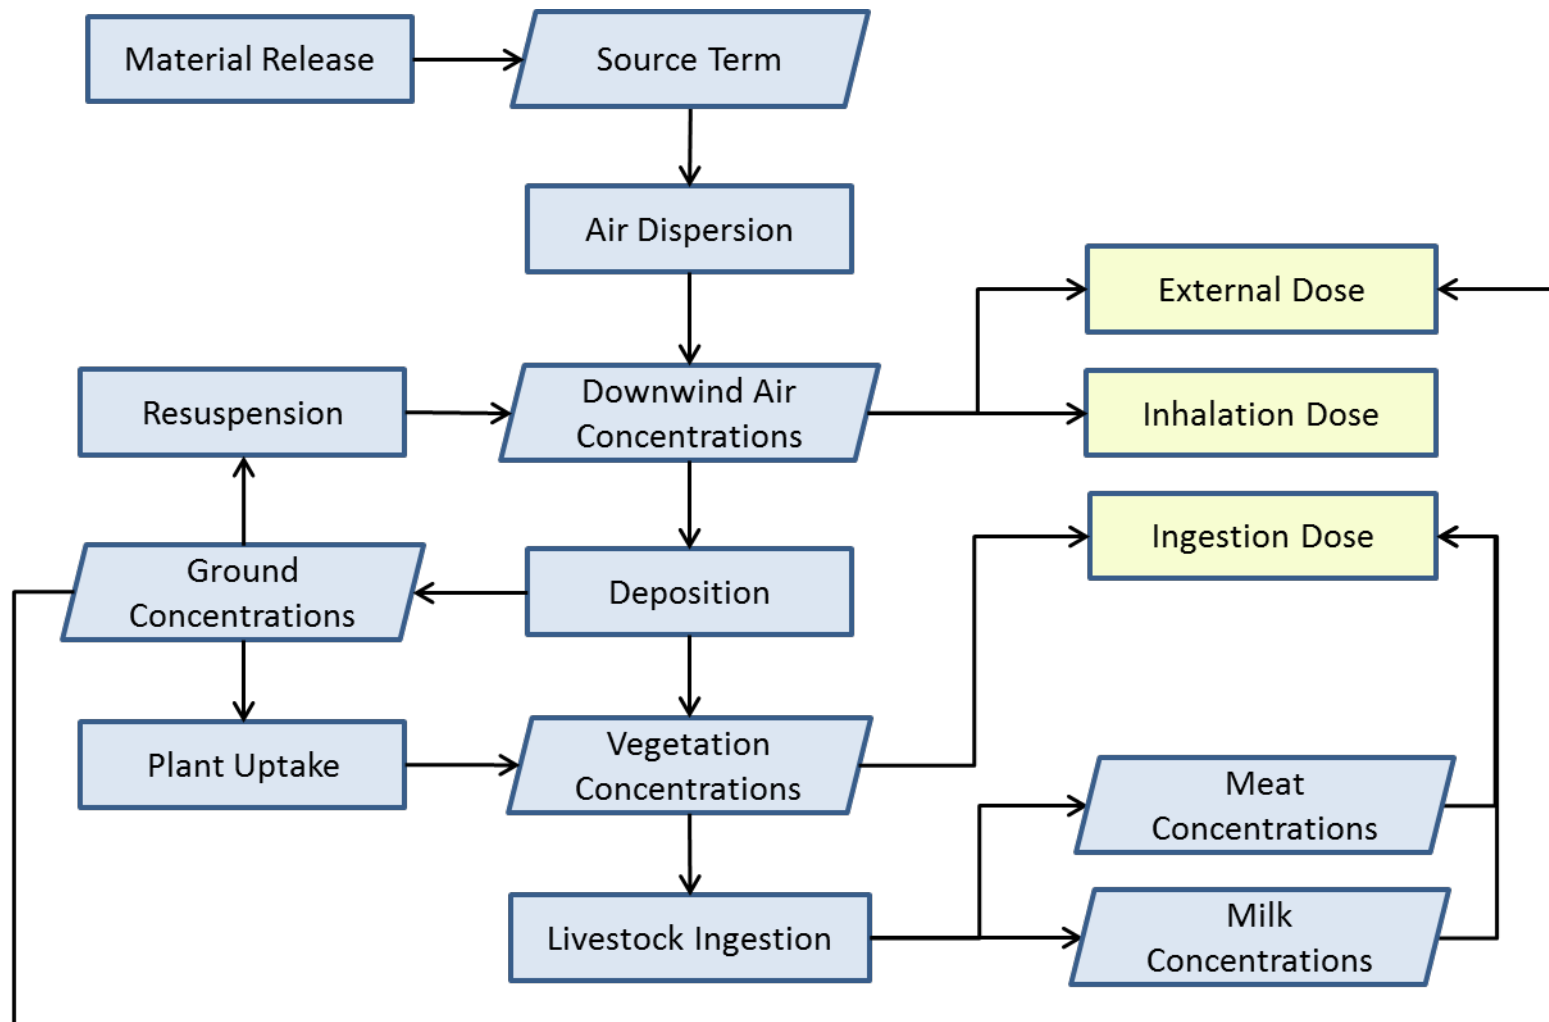 Material Release
Source Term
Air Dispersion
External Dose
Resuspension
Downwind Air
Concentrations
Inhalation Dose
Ground
Concentrations
Deposition
Ingestion Dose
Plant Uptake
Vegetation
Concentrations
Meat
Concentrations
Livestock Ingestion
Milk
Concentrations